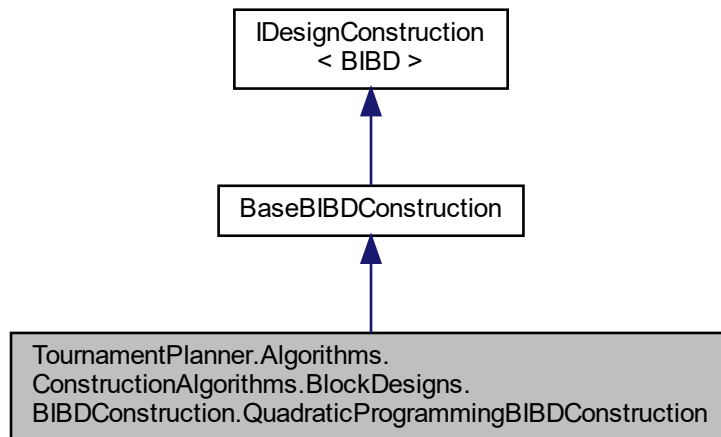 IDesignConstruction
< BIBD >
BaseBIBDConstruction
TournamentPlanner.Algorithms.
ConstructionAlgorithms.BlockDesigns.
BIBDConstruction.QuadraticProgrammingBIBDConstruction